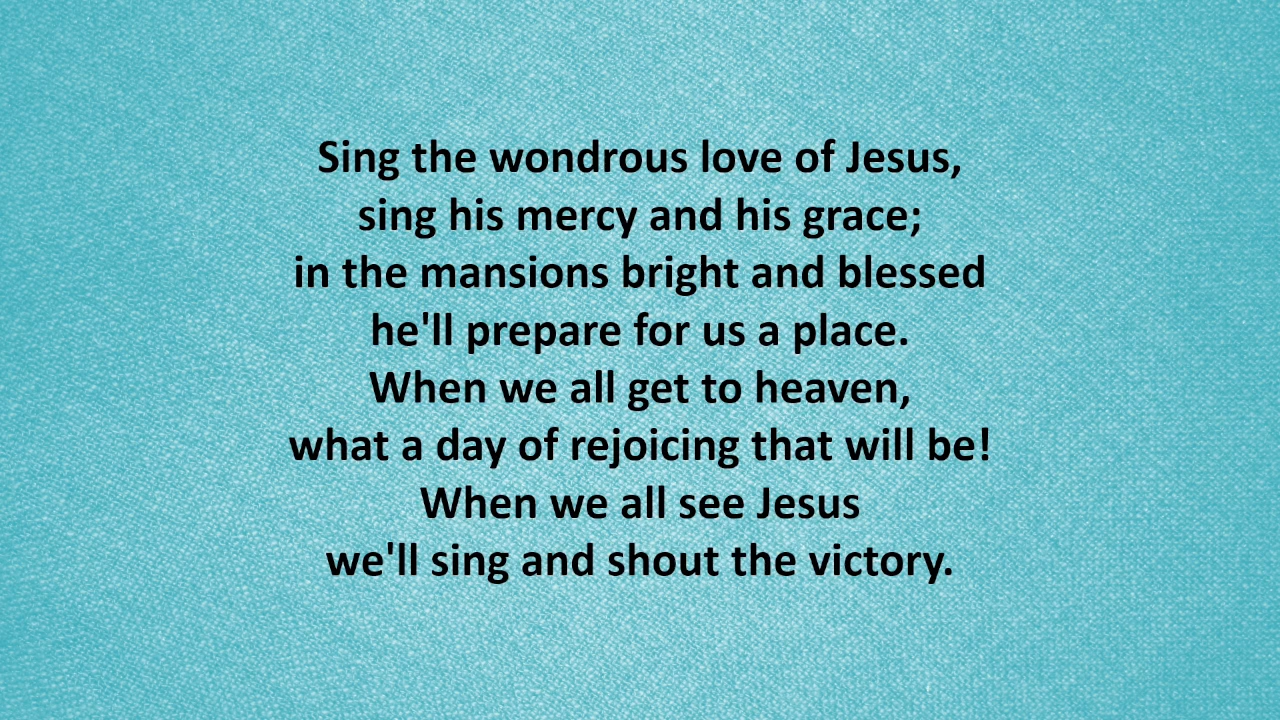 Sing the wondrous love of Jesus,
sing his mercy and his grace;
in the mansions bright and blessed
he'll prepare for us a place.
When we all get to heaven,
what a day of rejoicing that will be!
When we all see Jesus
we'll sing and shout the victory.